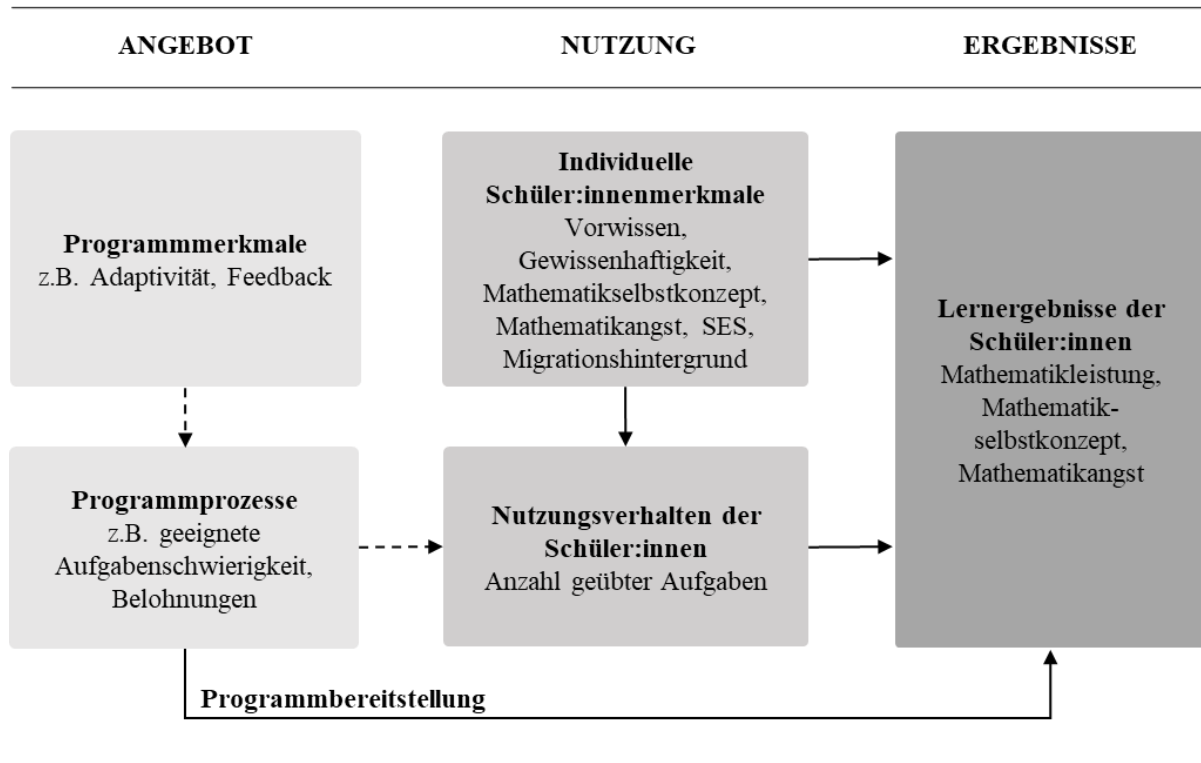 ANGEBOT
NUTZUNG
ERGEBNISSE
Programmmerkmale
z.B. Adaptivität, Feedback
Programmprozesse
z.B. geeignete
Aufgabenschwierigkeit,
Belohnungen
Individuelle
Schüler:innenmerkmale
Vorwissen,
Gewissenhaftigkeit,
Mathematikselbstkonzept,
Mathematikangst, SES,
Migrationshintergrund
Nutzungsverhalten der
Schüler:innen
Anzahl geübter Aufgaben
Lernergebnisse der
Schüler:innen
Mathematikleistung,
Mathematik-
selbstkonzept,
Mathematikangst
Programmbereitstellung